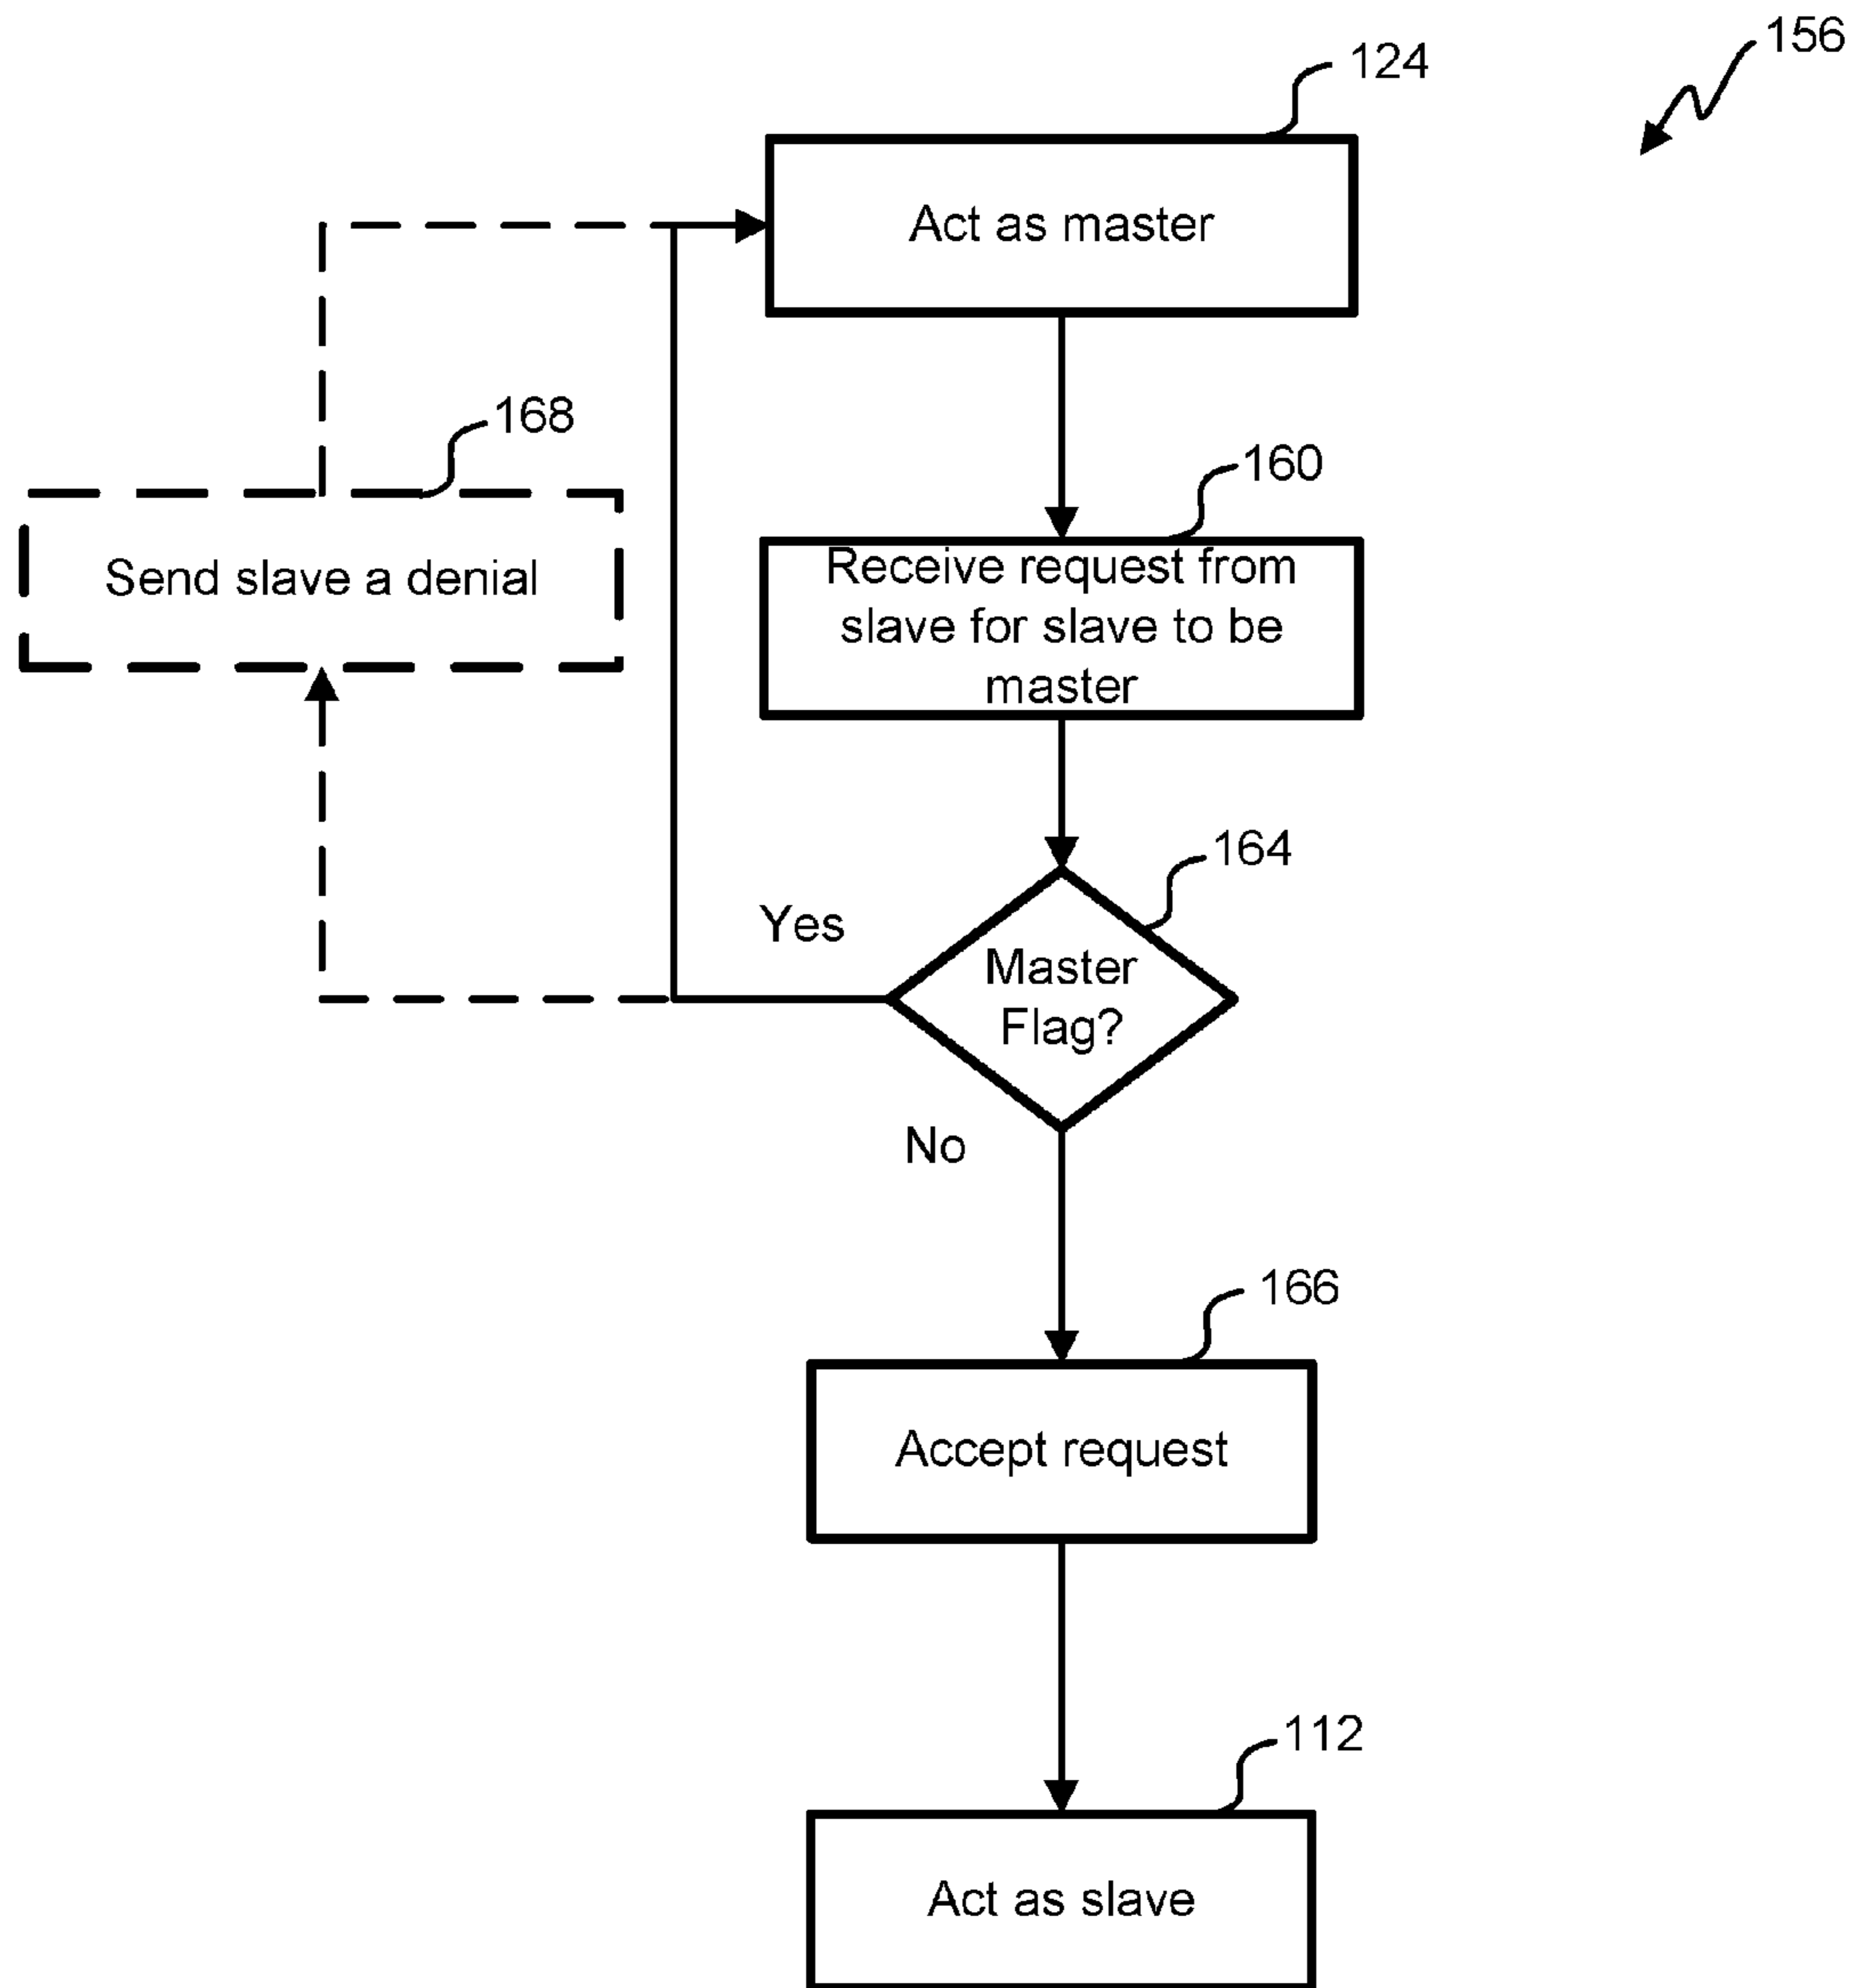 156
124
Act as master
168
160
Send slave a denial
Receive request from
slave for slave to be
master
164
Yes
Master
Flag?
No
166
Accept request
112
Act as slave